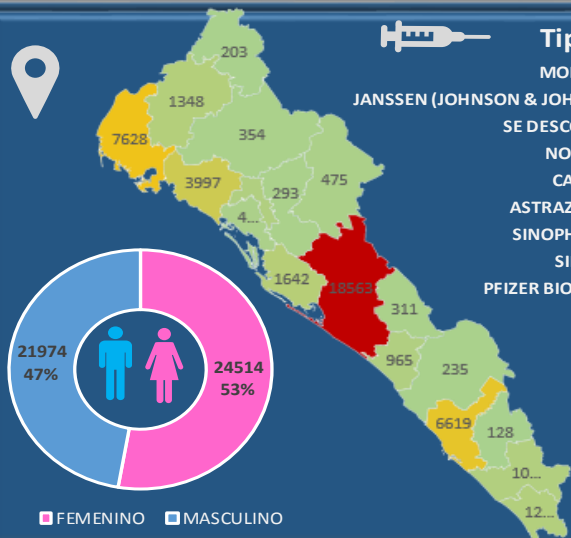 Tip
MO
JANSSEN (JOHNSON & JOH
SE DESCO
NO
CA
ASTRAZ
SINOPH
SI
PFIZER BIO
203
1348
7628
354
3997
293
475
4...
1642
18563
311
965
235
6619
128
10...
12...
21974
47%
24514
53%
FEMENINO
MASCULINO